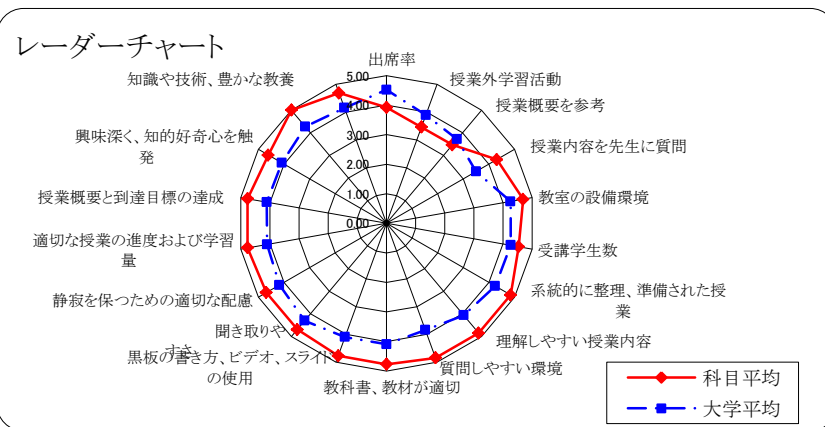 レーダーチャート
出席率
授業外学習活動
授業概要を参考
授業内容を先生に質問
教室の設備環境
受講学生数
系統的に整理、準備された授
業
理解しやすい授業内容
質問しやすい環境
教科書、教材が適切
黒板の書き方、ビデオ、スライド
の使用
聞き取りや
すさ
静寂を保つための適切な配慮
適切な授業の進度および学習
量
授業概要と到達目標の達成
興味深く、知的好奇心を触
発
知識や技術、豊かな教養
5.00
4.00
3.00
2.00
1.00
0.00
科目平均
大学平均